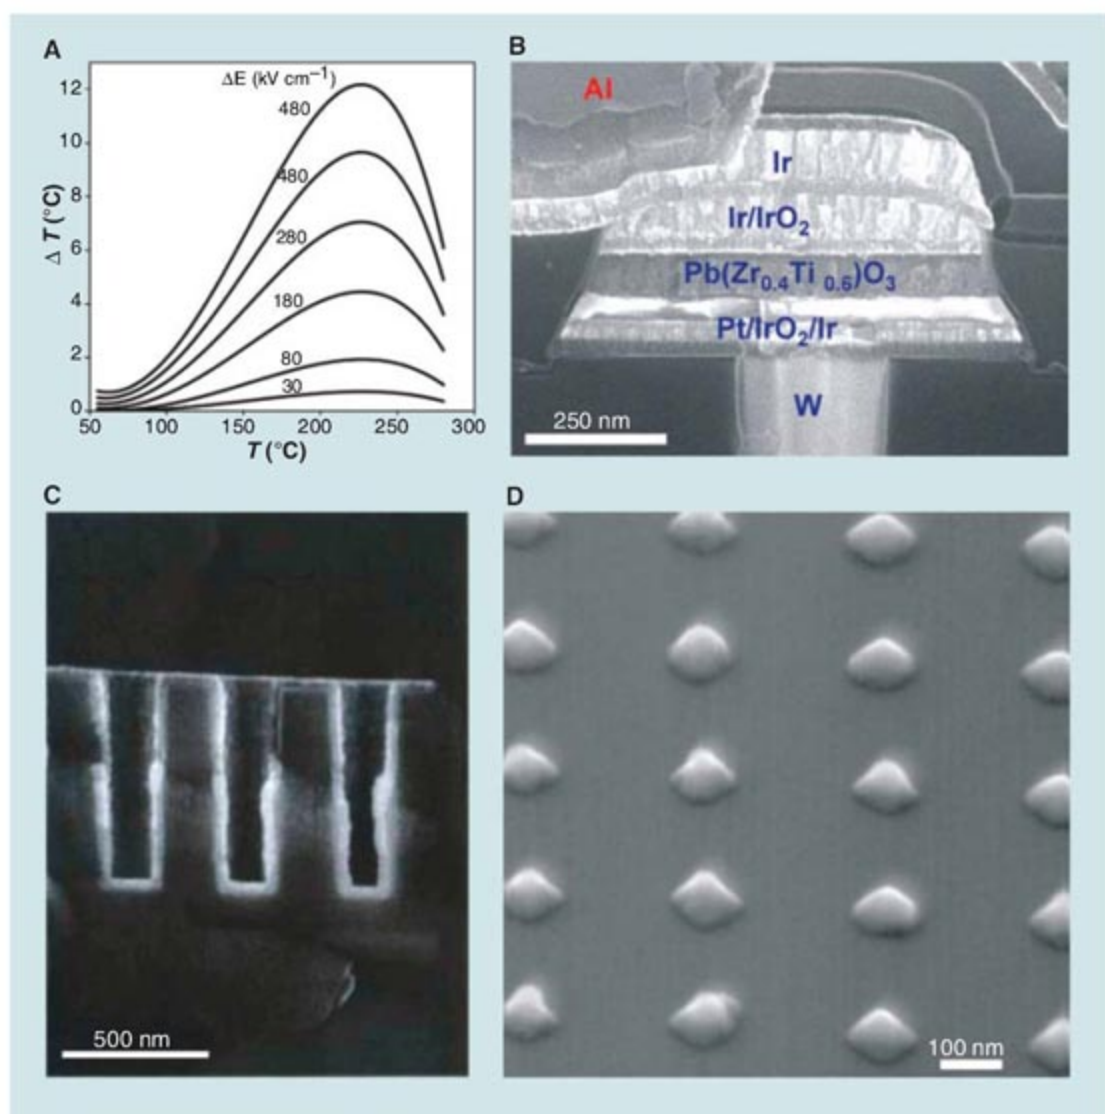 A
ΔE (kV cm⁻¹)
480
480
280
180
80
30
12
10
8
6
4
2
0
50
100
150
200
250
300
Δ T (°C)
T (°C)
B
Al
Ir
Ir/IrO₂
Pb(Zr₀.₄Ti ₀.₆)O₃
Pt/IrO₂/Ir
W
250 nm
C
500 nm
D
100 nm